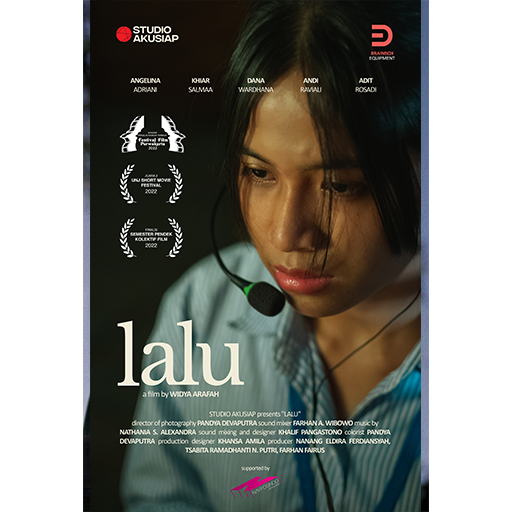 STUDIO
AKUSIAP
BRAINBOX
EQUIPMENT
ANGELINA
ADRIANI
KHIAR
SALMAA
DANA
WARDHANA
ANDI
RAVIALI
ADIT
ROSADI
Festival Film
Purwakarta
2022
JUARA 2
UNJ SHORT MOVIE
FESTIVAL
2022
FINALIS
SEMESTER PENDEK
KOLEKTIF FILM
2022
lalu
a film by WIDYA ARAFAH
STUDIO AKUSIAP presents "LALU"
director of photography PANDYA DEVAPUTRA sound mixer FARHAN A. WIBOWO music by
NATHANIA S. ALEXANDRA sound mixing and designer KHALIF PANGASTONO colorist PANDYA
DEVAPUTRA production designer KHANSA AMILA producer NANANG ELDIRA FERDIANSYAH,
TSABITA RAMADHANTI N. PUTRI, FARHAN FAIRUS
supported by